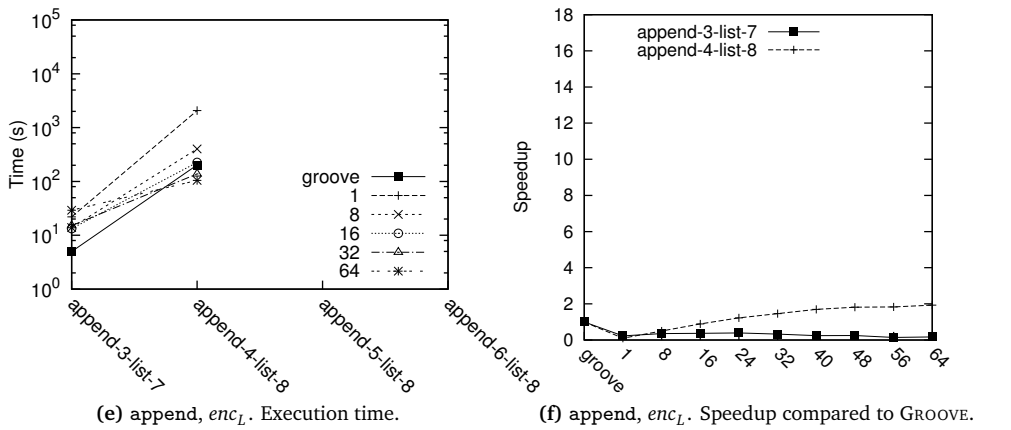 10^5
10^4
10^3
10^2
10^1
10^0
Time (s)
groove
1
8
16
32
64
append-3-list-7
append-4-list-8
append-5-list-8
append-6-list-8
(e) append, enc_L. Execution time.
18
16
14
12
10
8
6
4
2
0
Speedup
append-3-list-7
append-4-list-8
groove
1
8
16
24
32
40
48
56
64
(f) append, enc_L. Speedup compared to GROOVE.